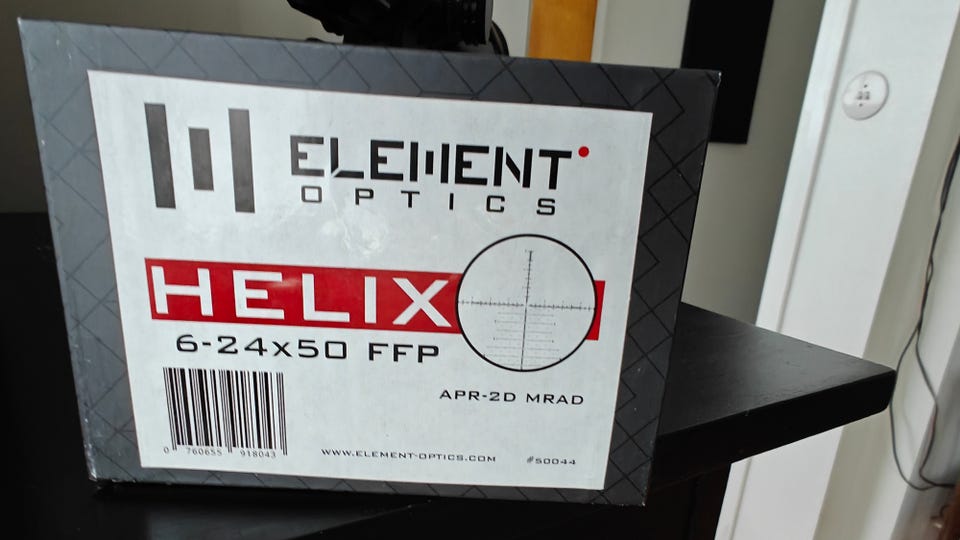 ELEMENT
OPTICS
HELIX
6-24x50 FFP
APR-2D MRAD
0 760655 918043
WWW.ELEMENT-OPTICS.COM #50044